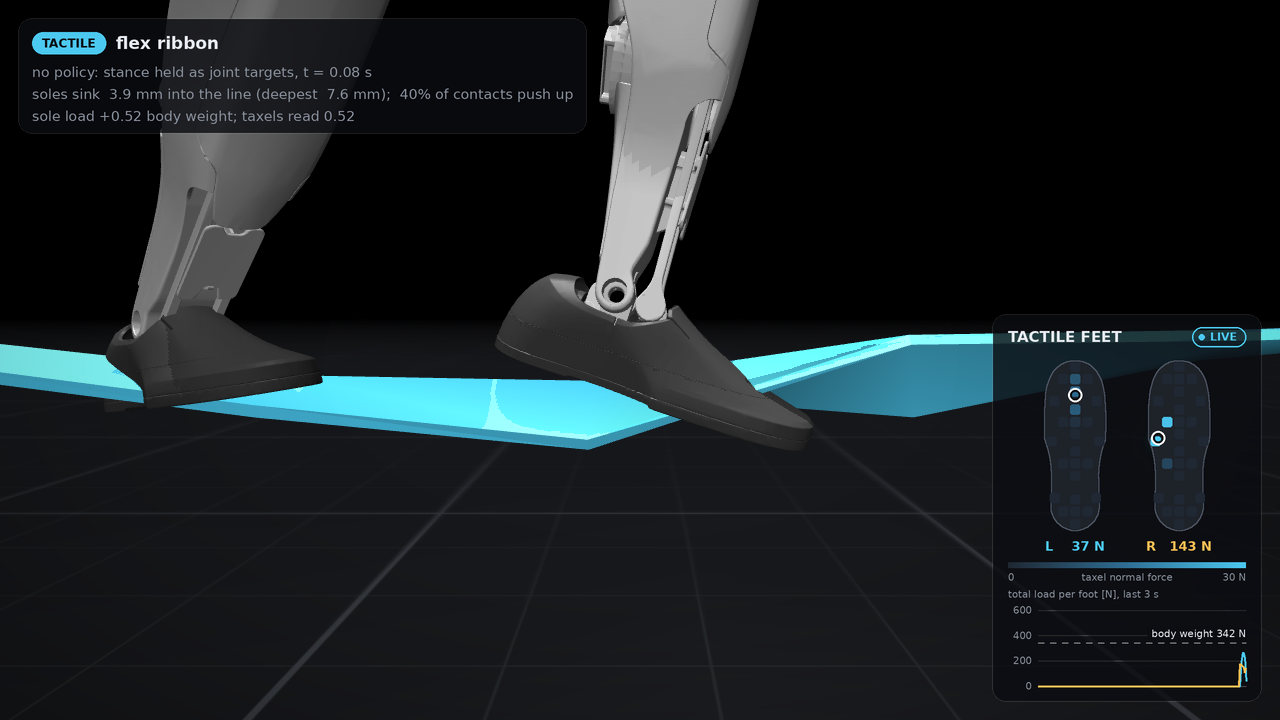 TACTILE flex ribbon
no policy: stance held as joint targets, t = 0.08 s
soles sink  3.9 mm into the line (deepest  7.6 mm);  40% of contacts push up
sole load +0.52 body weight; taxels read 0.52
TACTILE FEET LIVE
L 37 N R 143 N
0 taxel normal force 30 N
total load per foot [N], last 3 s
600
400
body weight 342 N
200
0